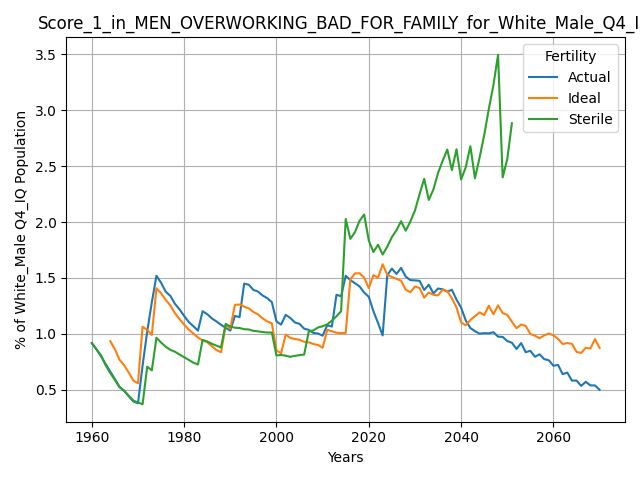 Score_1_in_MEN_OVERWORKING_BAD_FOR_FAMILY_for_White_Male_Q4_I
Fertility
Actual
Ideal
Sterile
% of White_Male Q4_IQ Population
3.5
3.0
2.5
2.0
1.5
1.0
0.5
1960 1980 2000 2020 2040 2060
Years